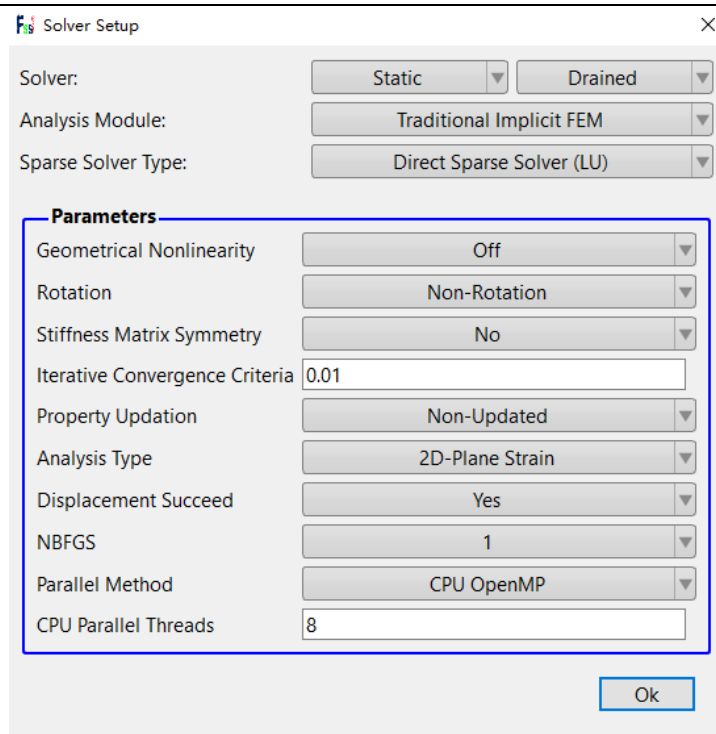 Fssi Solver Setup
Solver: Static Drained
Analysis Module: Traditional Implicit FEM
Sparse Solver Type: Direct Sparse Solver (LU)
Parameters
Geometrical Nonlinearity Off
Rotation Non-Rotation
Stiffness Matrix Symmetry No
Iterative Convergence Criteria 0.01
Property Updation Non-Updated
Analysis Type 2D-Plane Strain
Displacement Succeed Yes
NBFGS 1
Parallel Method CPU OpenMP
CPU Parallel Threads 8
Ok